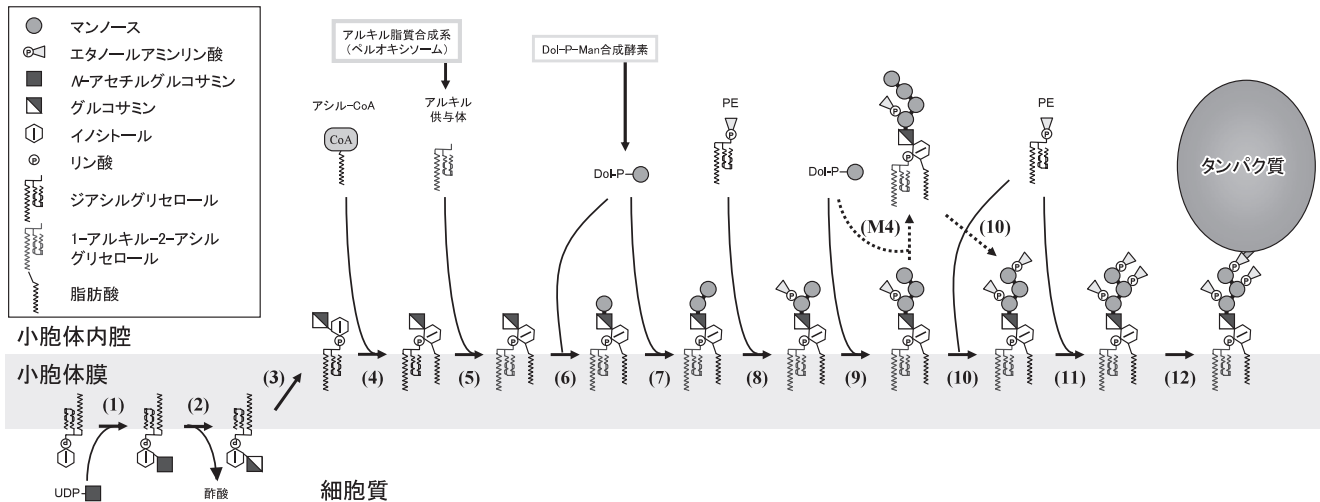 マンノース
エタノールアミンリン酸
N-アセチルグルコサミン
グルコサミン
イノシトール
P
リン酸
ジアシルグリセロール
1-アルキル-2-アシル
グリセロール
脂肪酸
アルキル脂質合成系
(ペルオキシソーム)
Dol-P-Man合成酵素
アシル-CoA
CoA
アルキル
供与体
Dol-P
PE
Dol-P
PE
タンパク質
(M4)
(10)
小胞体内腔
小胞体膜
(1)
(2)
(3)
(4)
(5)
(6)
(7)
(8)
(9)
(10)
(11)
(12)
UDP
酢酸
細胞質